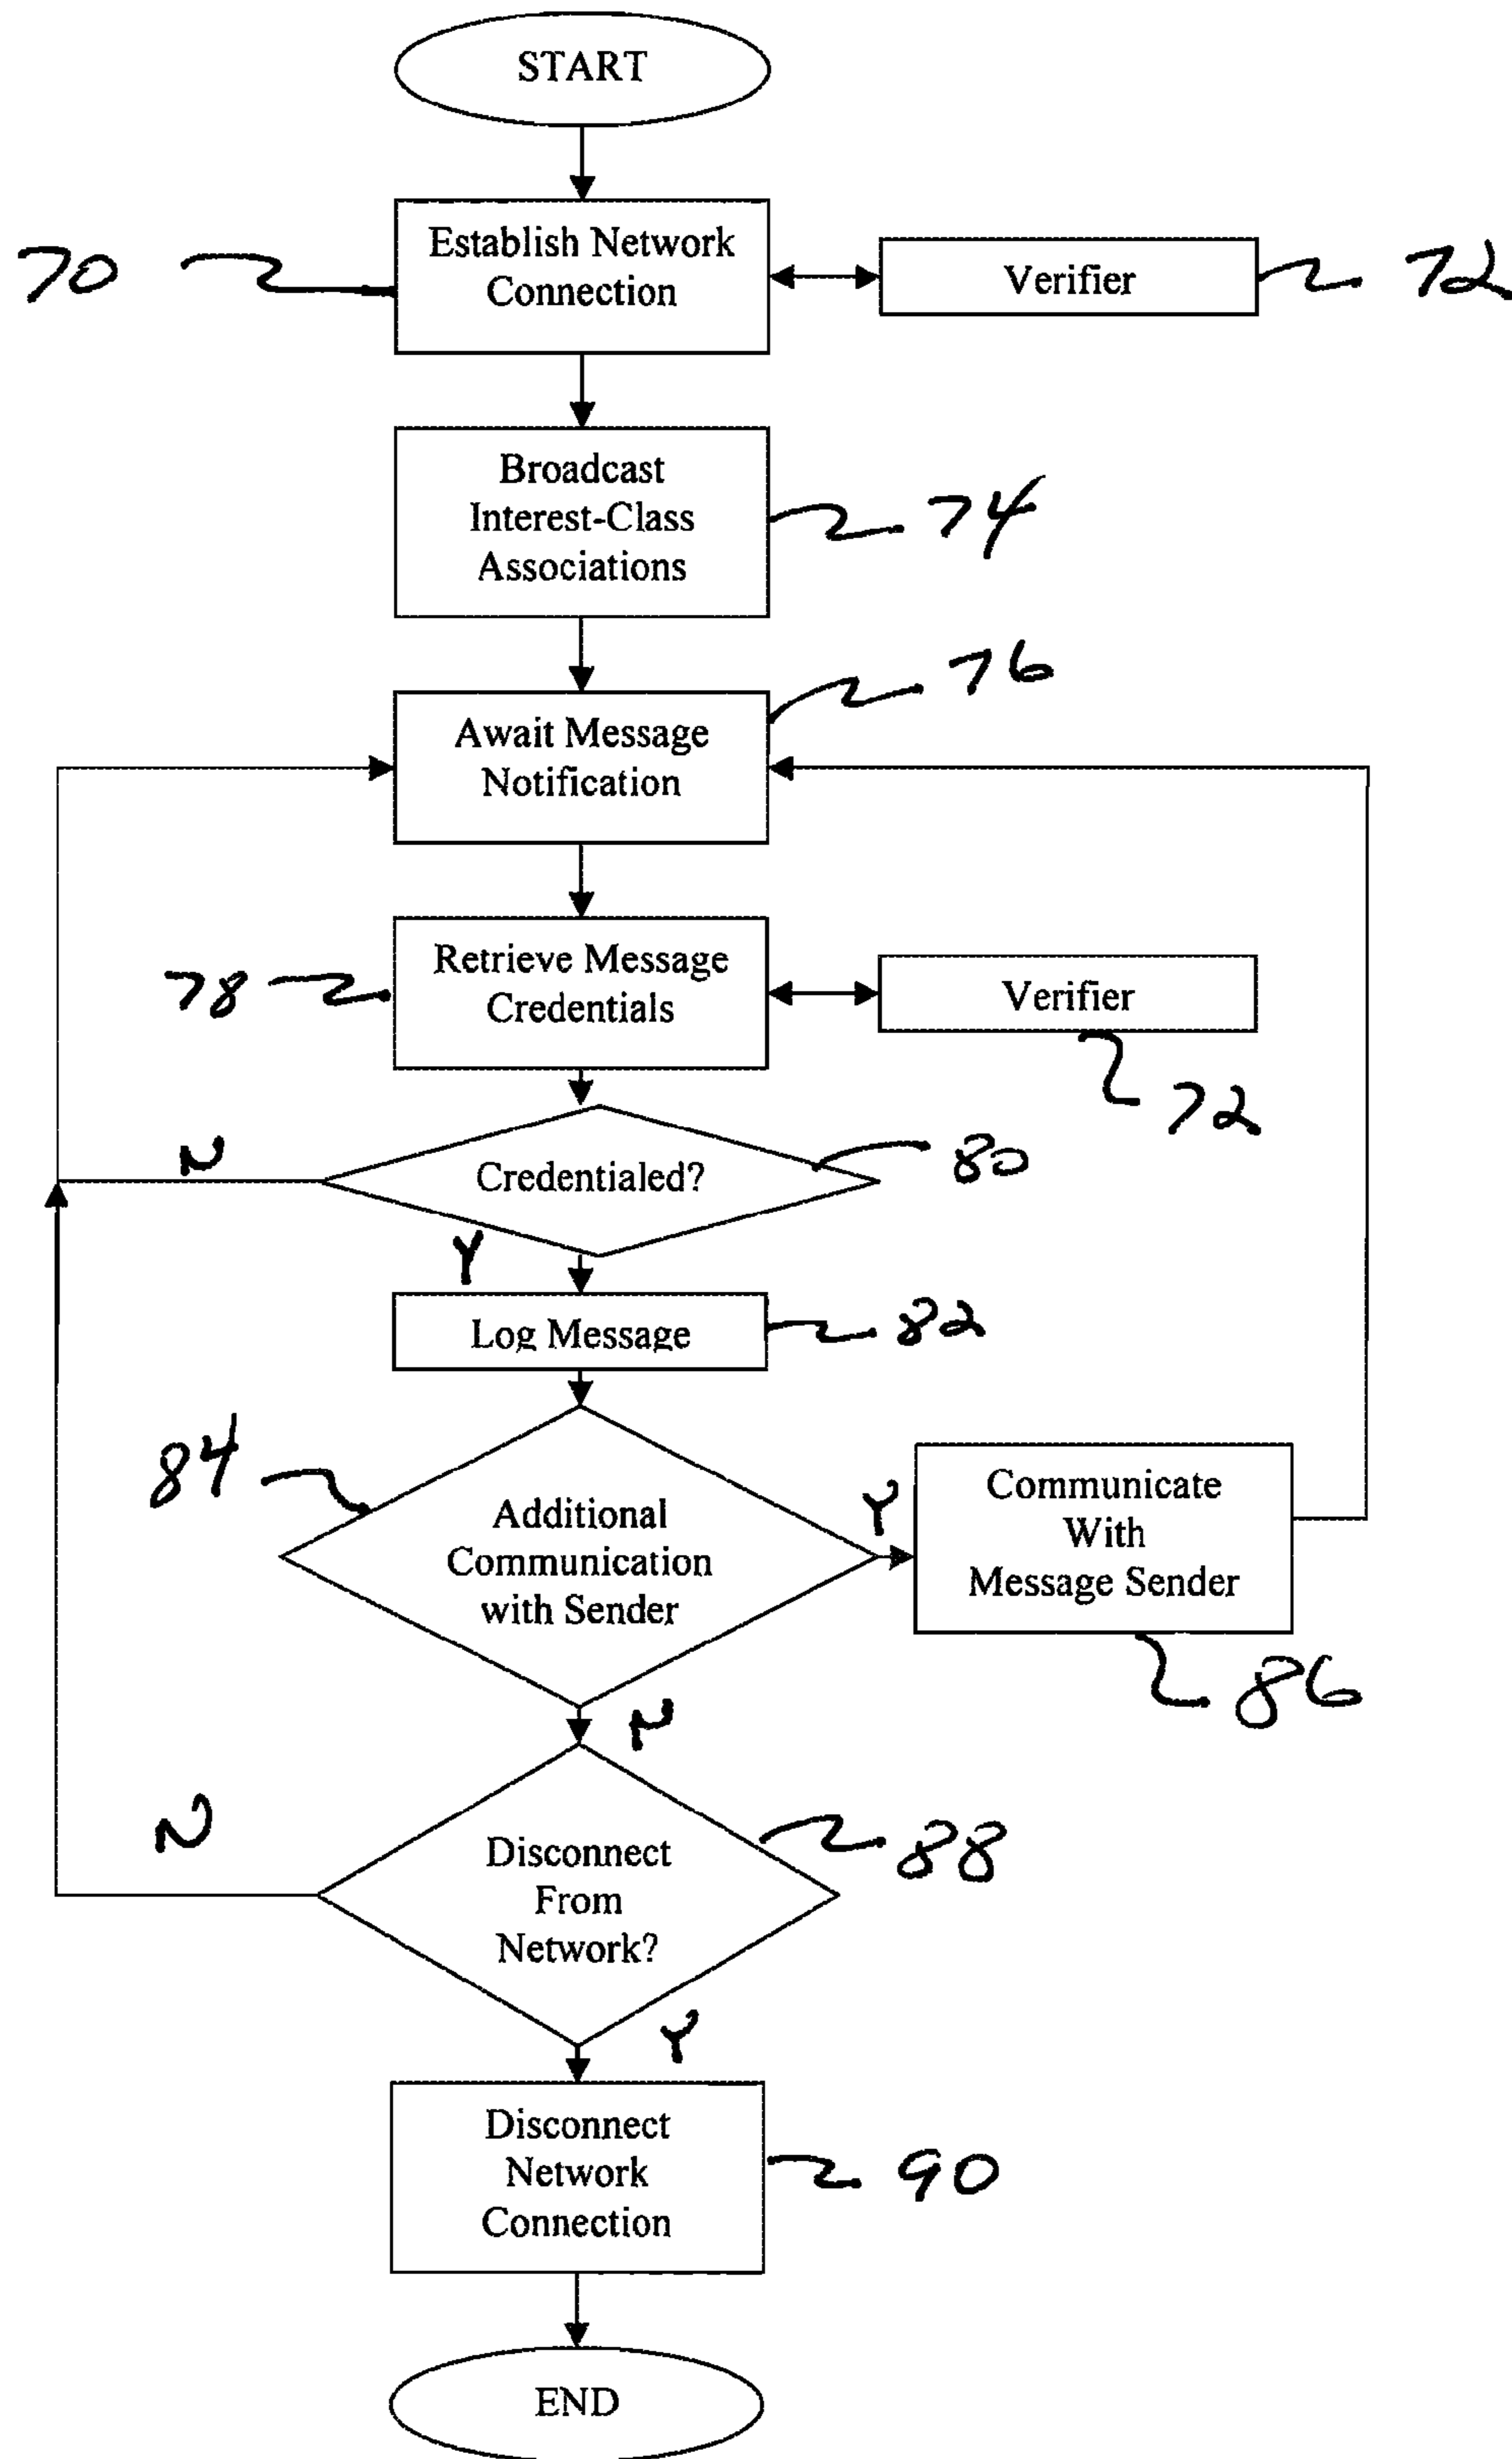 START
Establish Network
Connection
70
Verifier
72
Broadcast
Interest-Class
Associations
74
76
Await Message
Notification
Retrieve Message
Credentials
78
Verifier
72
N
Credentialed?
80
Y
Log Message
82
84
Additional
Communication
with Sender
Y
Communicate
With
Message Sender
86
N
N
Disconnect
From
Network?
88
Y
Disconnect
Network
Connection
90
END